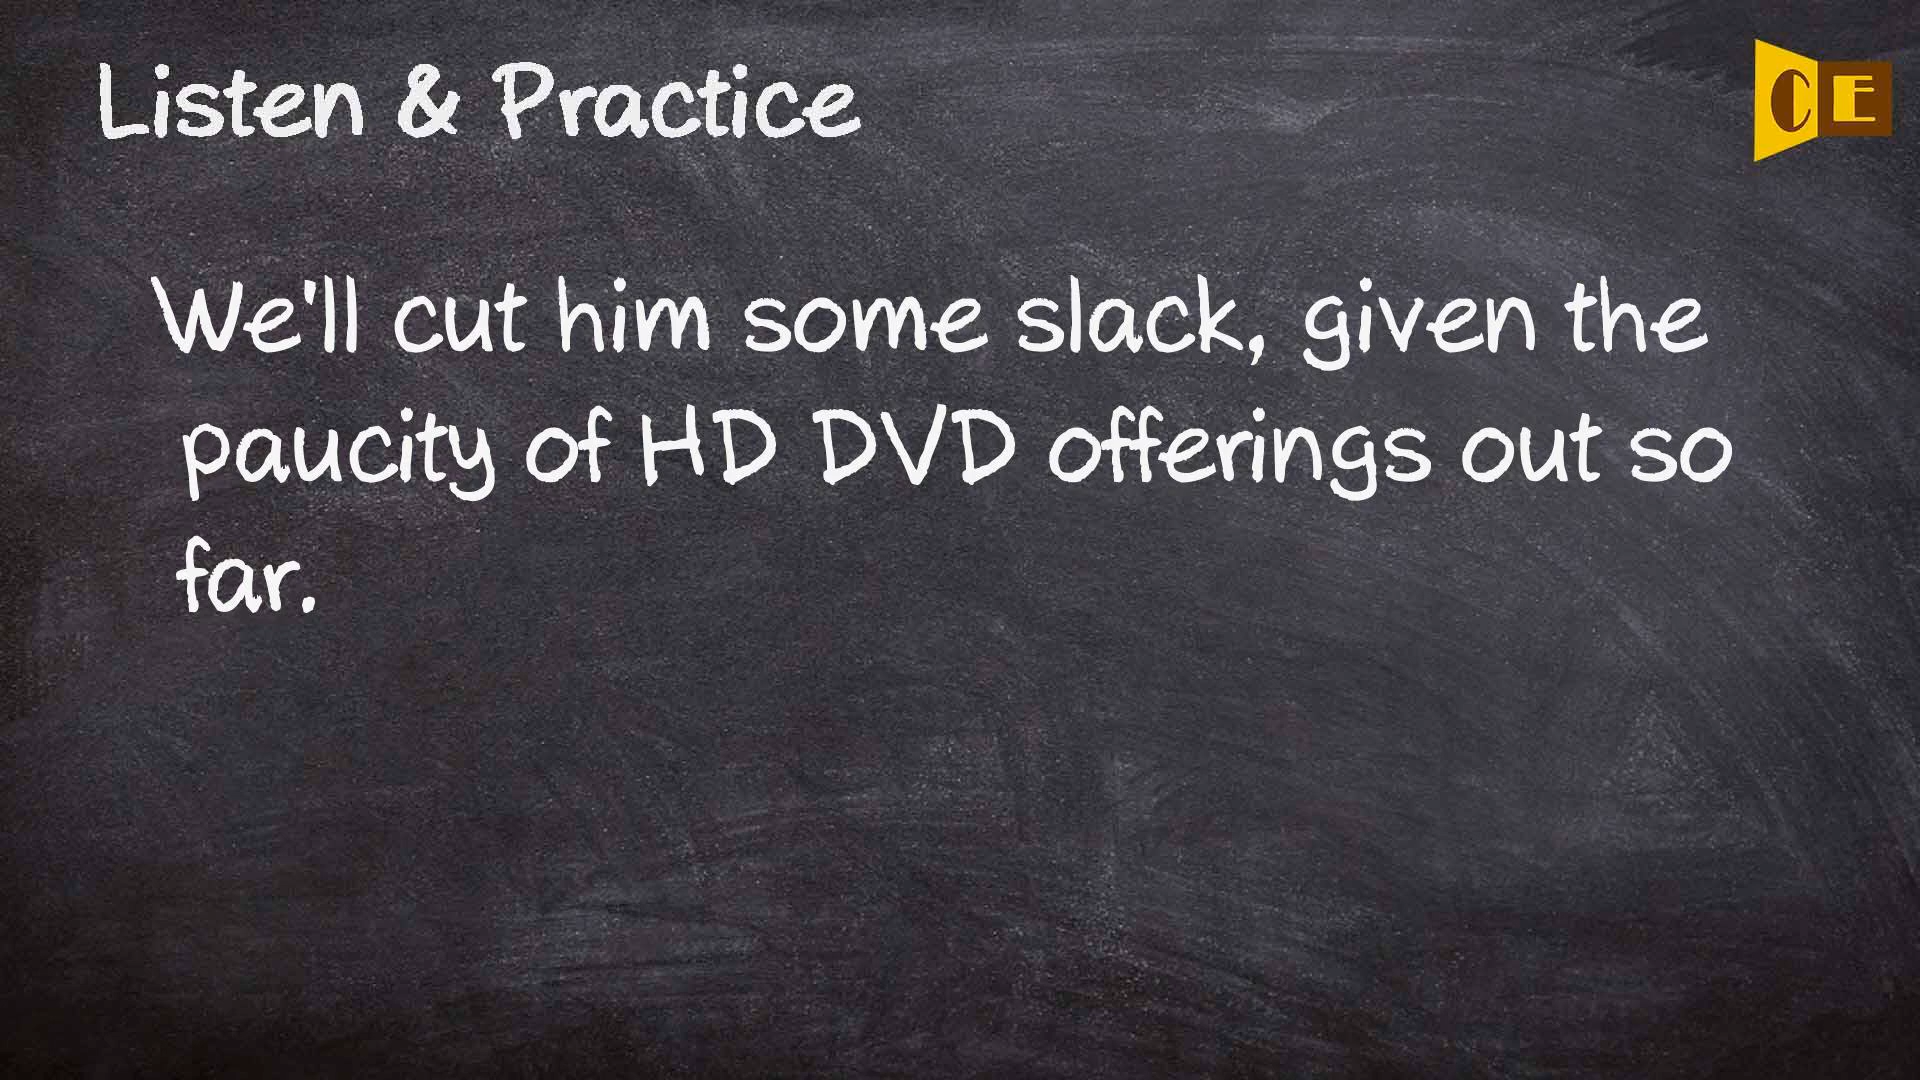 Listen & Practice
CE
We'll cut him some slack, given the
paucity of HD DVD offerings out so
far.